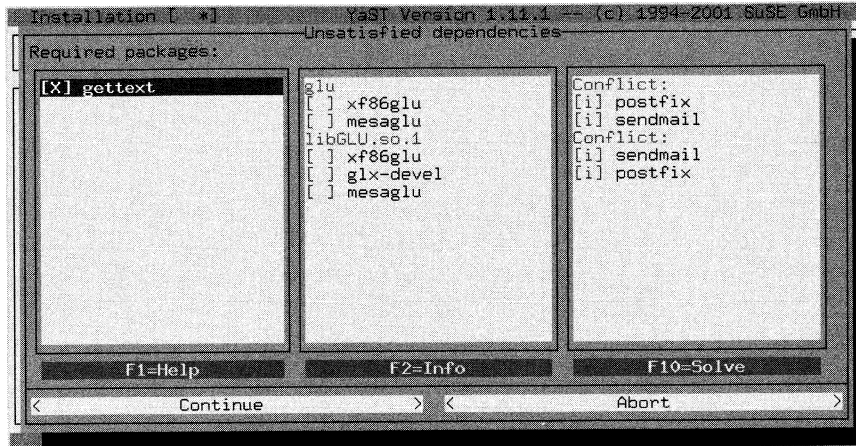 Installation [ *] YaST Version 1.11.1 -- (c) 1994-2001 SuSE GmbH
Unsatisfied dependencies
Required packages:
[X] gettext
glu
[ ] xf86glu
[ ] mesaglu
libGLU.so.1
[ ] xf86glu
[ ] glx-devel
[ ] mesaglu
Conflict:
[i] postfix
[i] sendmail
Conflict:
[i] sendmail
[i] postfix
F1=Help F2=Info F10=Solve
< Continue > < Abort >